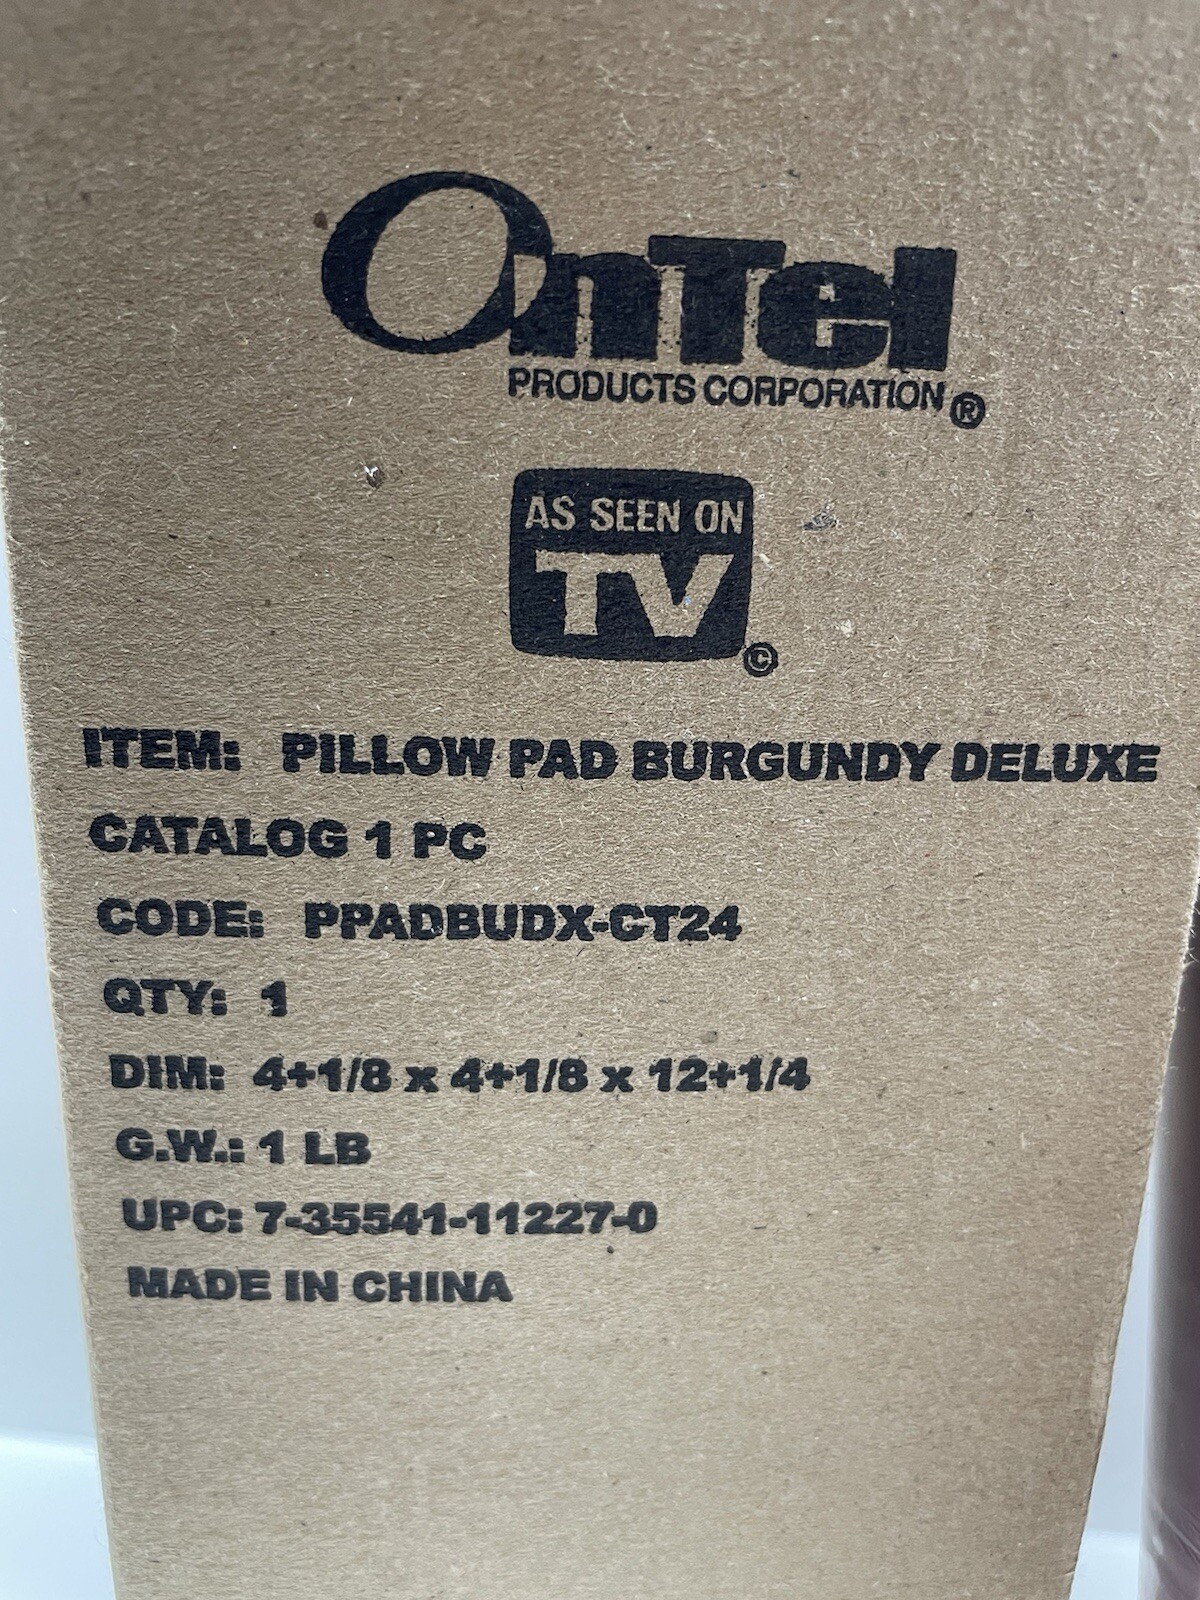 OnTel
PRODUCTS CORPORATION ®
AS SEEN ON
TV
©
ITEM: PILLOW PAD BURGUNDY DELUXE
CATALOG 1 PC
CODE: PPADBUDX-CT24
QTY: 1
DIM: 4+1/8 x 4+1/8 x 12+1/4
G.W.: 1 LB
UPC: 7-35541-11227-0
MADE IN CHINA